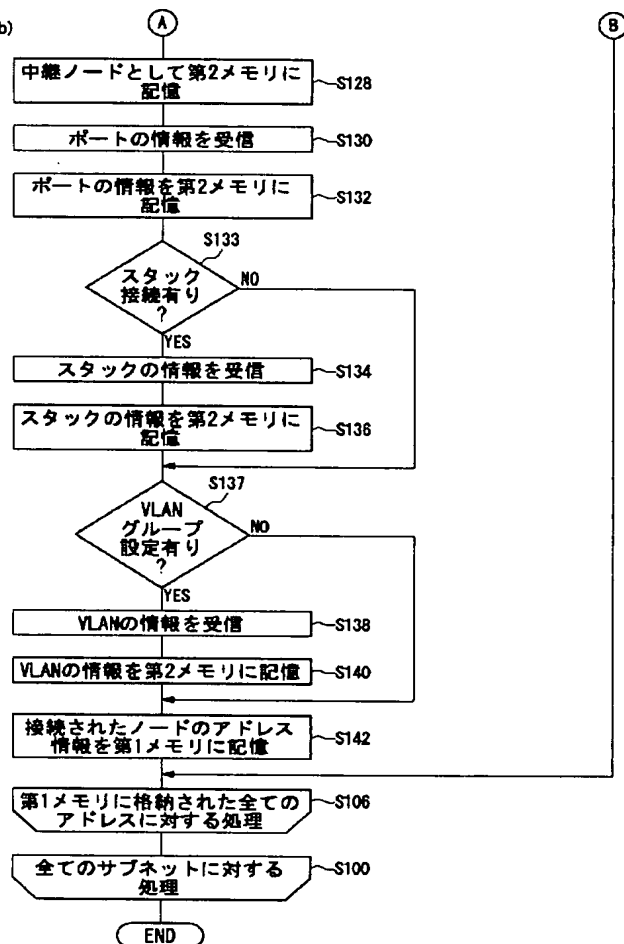 b)
A
B
中継ノードとして第2メモリに
記憶
S128
ポートの情報を受信
S130
ポートの情報を第2メモリに
記憶
S132
S133
スタック
接続有り
?
NO
YES
スタックの情報を受信
S134
スタックの情報を第2メモリに
記憶
S136
S137
VLAN
グループ
設定有り
?
NO
YES
VLANの情報を受信
S138
VLANの情報を第2メモリに記憶
S140
接続されたノードのアドレス
情報を第1メモリに記憶
S142
第1メモリに格納された全ての
アドレスに対する処理
S106
全てのサブネットに対する
処理
S100
END